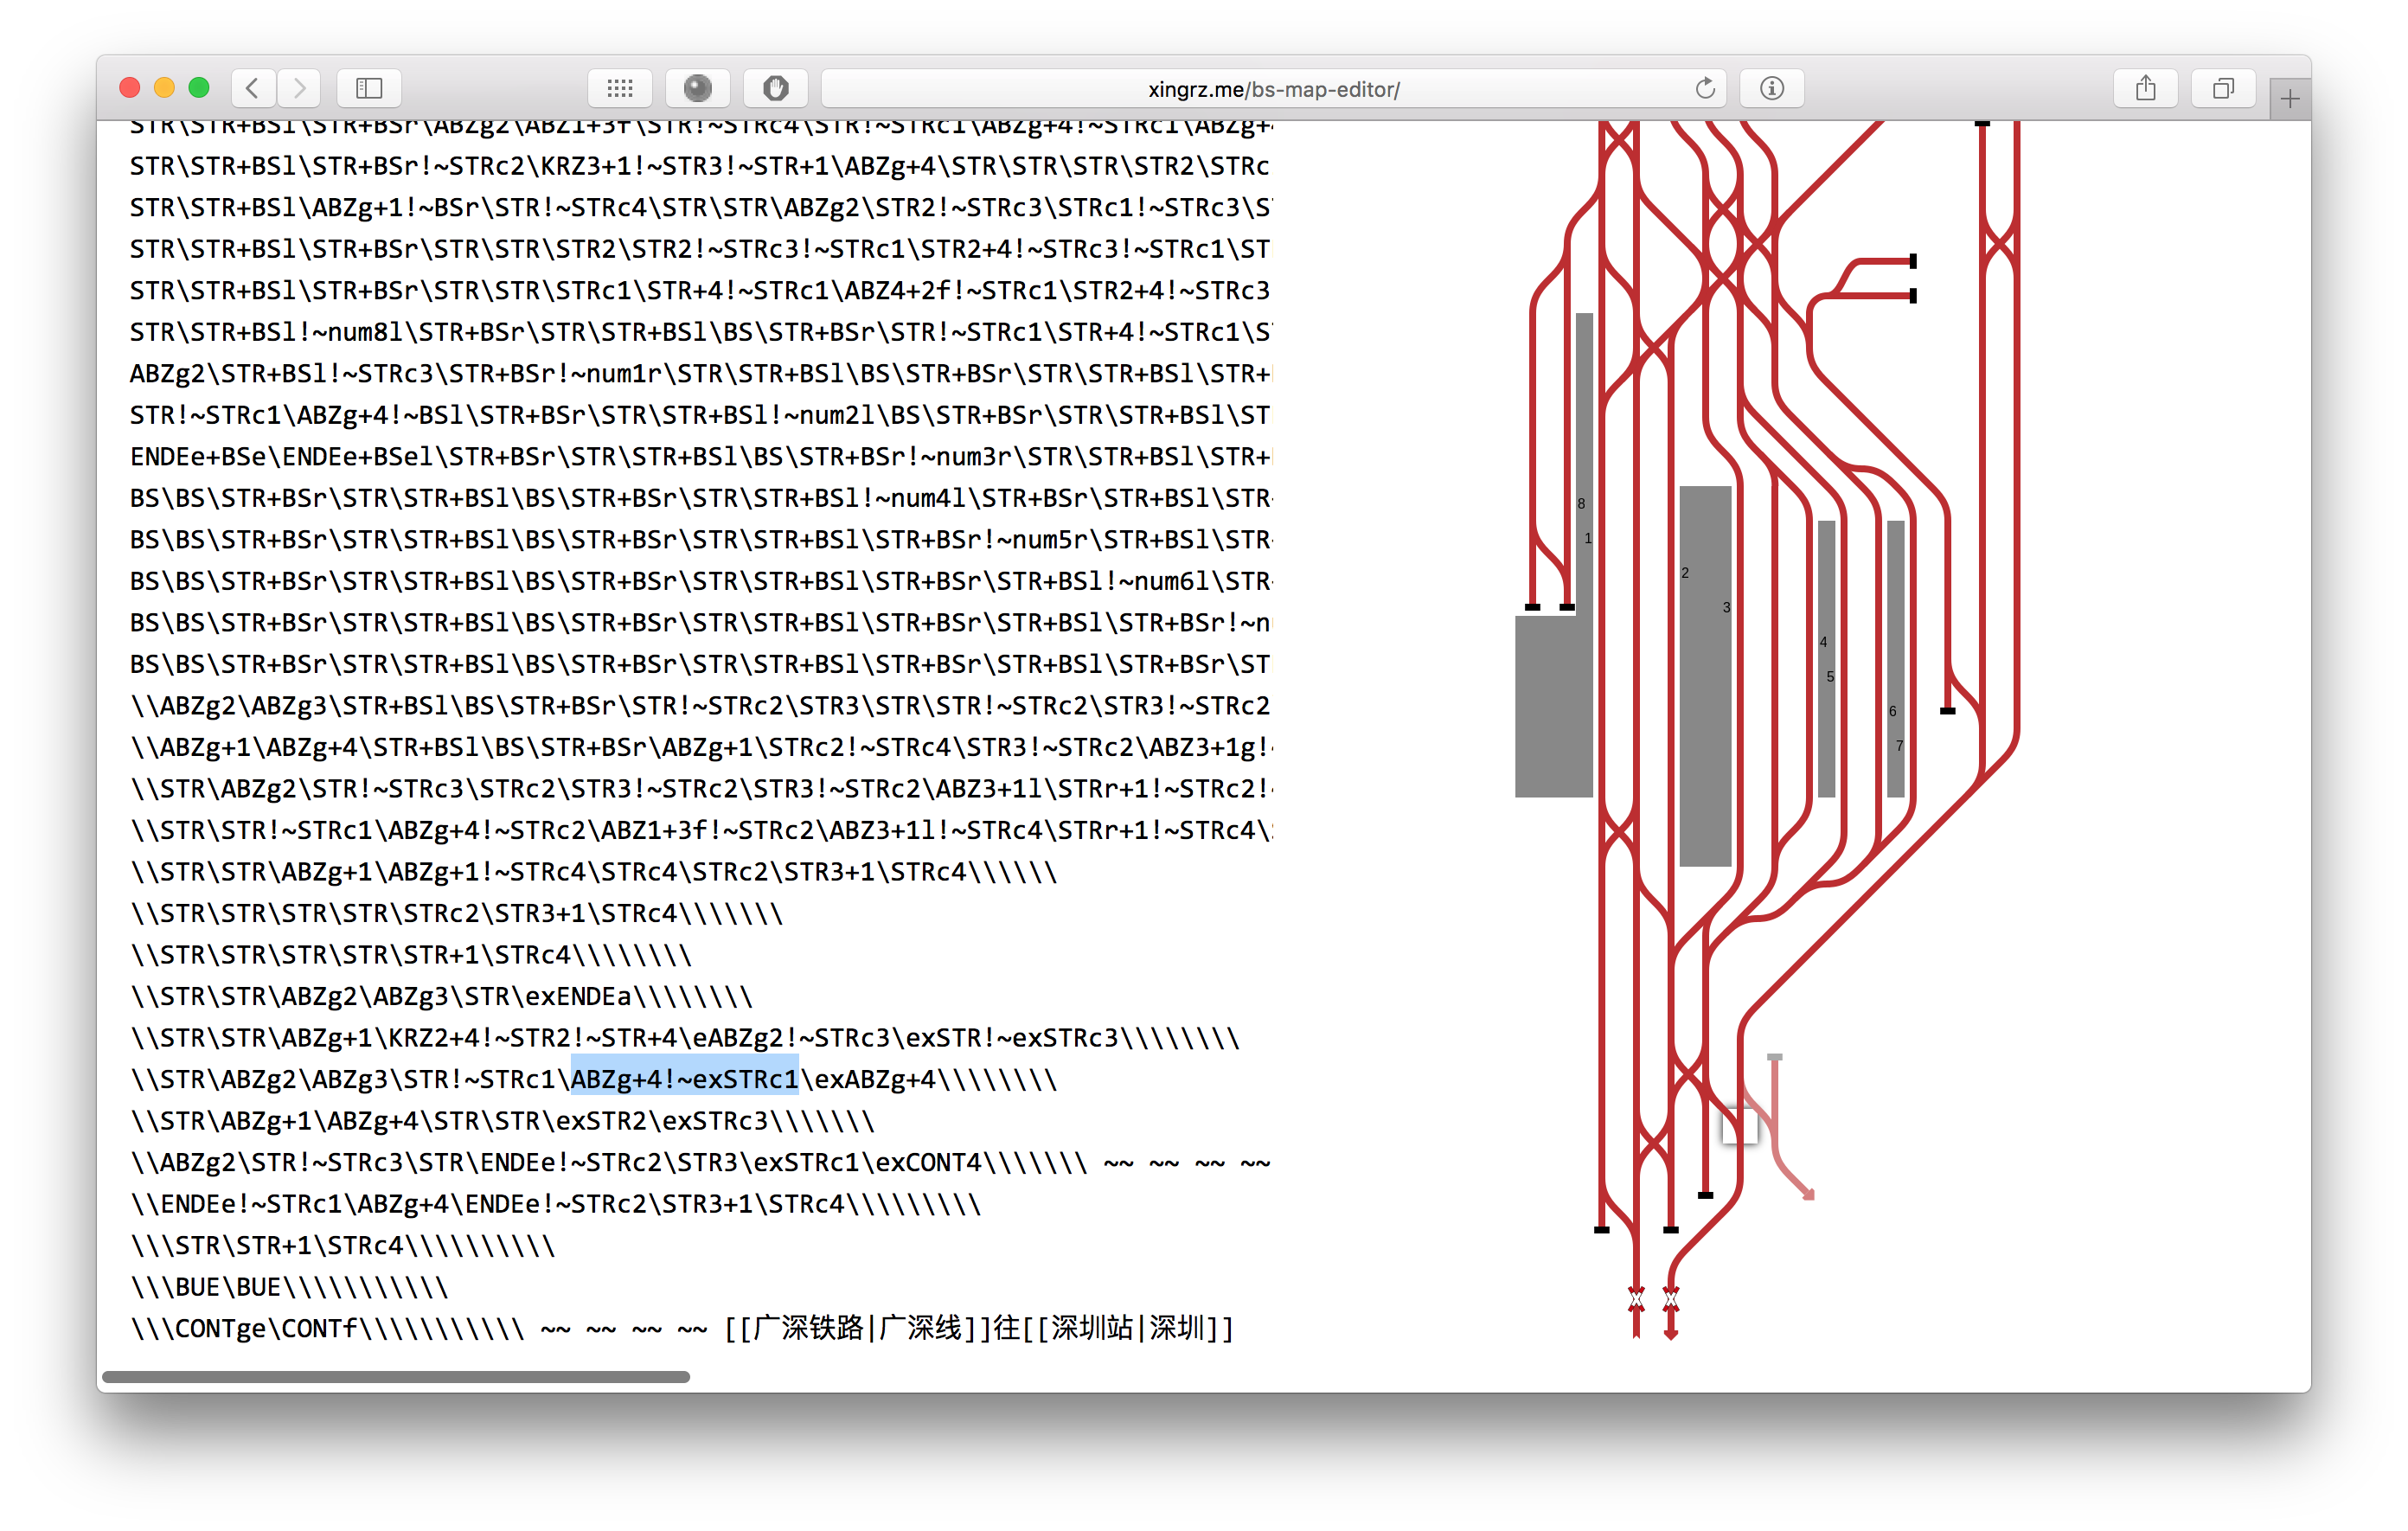 xingrz.me/bs-map-editor/
STR\STR+BSl\STR+BSr\ABZg2\ABZ1+3f\STR!~STRc4\STR!~STRc1\ABZg+4!~STRc1\ABZg+4
STR\STR+BSl\STR+BSr!~STRc2\KRZ3+1!~STR3!~STR+1\ABZg+4\STR\STR\STR\STR2\STRc
STR\STR+BSl\ABZg+1!~BSr\STR!~STRc4\STR\STR\ABZg2\STR2!~STRc3\STRc1!~STRc3\S
STR\STR+BSl\STR+BSr\STR\STR\STR2\STR2!~STRc3!~STRc1\STR2+4!~STRc3!~STRc1\ST
STR\STR+BSl\STR+BSr\STR\STR\STRc1\STR+4!~STRc1\ABZ4+2f!~STRc1\STR2+4!~STRc3
STR\STR+BSl!~num8l\STR+BSr\STR\STR+BSl\BS\STR+BSr\STR!~STRc1\STR+4!~STRc1\S
ABZg2\STR+BSl!~STRc3\STR+BSr!~num1r\STR\STR+BSl\BS\STR+BSr\STR\STR+BSl\STR+
STR!~STRc1\ABZg+4!~BSl\STR+BSr\STR\STR+BSl!~num2l\BS\STR+BSr\STR\STR+BSl\ST
ENDEe+BSe\ENDEe+BSel\STR+BSr\STR\STR+BSl\BS\STR+BSr!~num3r\STR\STR+BSl\STR+
BS\BS\STR+BSr\STR\STR+BSl\BS\STR+BSr\STR\STR+BSl!~num4l\STR+BSr\STR+BSl\STR
BS\BS\STR+BSr\STR\STR+BSl\BS\STR+BSr\STR\STR+BSl\STR+BSr!~num5r\STR+BSl\STR
BS\BS\STR+BSr\STR\STR+BSl\BS\STR+BSr\STR\STR+BSl\STR+BSr\STR+BSl!~num6l\STR
BS\BS\STR+BSr\STR\STR+BSl\BS\STR+BSr\STR\STR+BSl\STR+BSr\STR+BSl\STR+BSr!~n
BS\BS\STR+BSr\STR\STR+BSl\BS\STR+BSr\STR\STR+BSl\STR+BSr\STR+BSl\STR+BSr\ST
\\ABZg2\ABZg3\STR+BSl\BS\STR+BSr\STR!~STRc2\STR3\STR\STR!~STRc2\STR3!~STRc2
\\ABZg+1\ABZg+4\STR+BSl\BS\STR+BSr\ABZg+1\STRc2!~STRc4\STR3!~STRc2\ABZ3+1g!
\\STR\ABZg2\STR!~STRc3\STRc2\STR3!~STRc2\STR3!~STRc2\ABZ3+1l\STRr+1!~STRc2!
\\STR\STR!~STRc1\ABZg+4!~STRc2\ABZ1+3f!~STRc2\ABZ3+1l!~STRc4\STRr+1!~STRc4\
\\STR\STR\ABZg+1\ABZg+1!~STRc4\STRc4\STRc2\STR3+1\STRc4\\\\\\
\\STR\STR\STR\STR\STRc2\STR3+1\STRc4\\\\\\\
\\STR\STR\STR\STR\STR+1\STRc4\\\\\\\\
\\STR\STR\ABZg2\ABZg3\STR\exENDEa\\\\\\\\
\\STR\STR\ABZg+1\KRZ2+4!~STR2!~STR+4\eABZg2!~STRc3\exSTR!~exSTRc3\\\\\\\\
\\STR\ABZg2\ABZg3\STR!~STRc1\ABZg+4!~exSTRc1\exABZg+4\\\\\\\\
\\STR\ABZg+1\ABZg+4\STR\STR\exSTR2\exSTRc3\\\\\\\
\\ABZg2\STR!~STRc3\STR\ENDEe!~STRc2\STR3\exSTRc1\exCONT4\\\\\\\ ~~ ~~ ~~ ~~
\\ENDEe!~STRc1\ABZg+4\ENDEe!~STRc2\STR3+1\STRc4\\\\\\\\\
\\\STR\STR+1\STRc4\\\\\\\\\\
\\\BUE\BUE\\\\\\\\\\\
\\\CONTge\CONTf\\\\\\\\\\\ ~~ ~~ ~~ ~~ [[广深铁路|广深线]]往[[深圳站|深圳]]
8
1
2
3
4
5
6
7